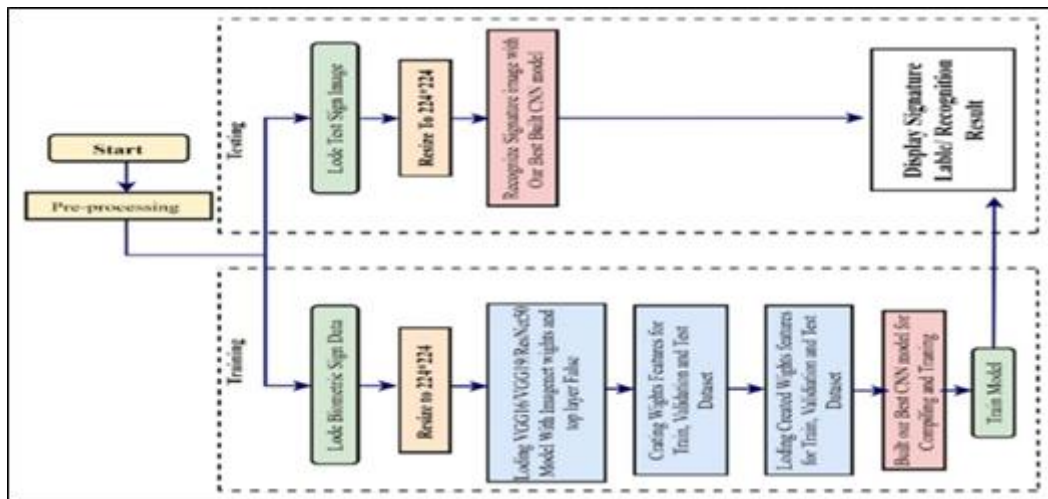 Start
Pre-processing
Testing
Lode Test Sign Image
Resize To 224*224
Recognize Signature image with
Our Best Built CNN model
Display Signature
Lable/ Recognition
Result
Training
Lode Biometric Sign Data
Resize to 224*224
Loding VGG16/VGG19/ResNet50
Model With Imagenet wights and
top layer False
Crating Wights Features for
Train, Validation and Test
Dataset
Loding Created Wights features
for Train, Validation and Test
Dataset
Built our Best CNN model for
Compiling and Training
Train Model